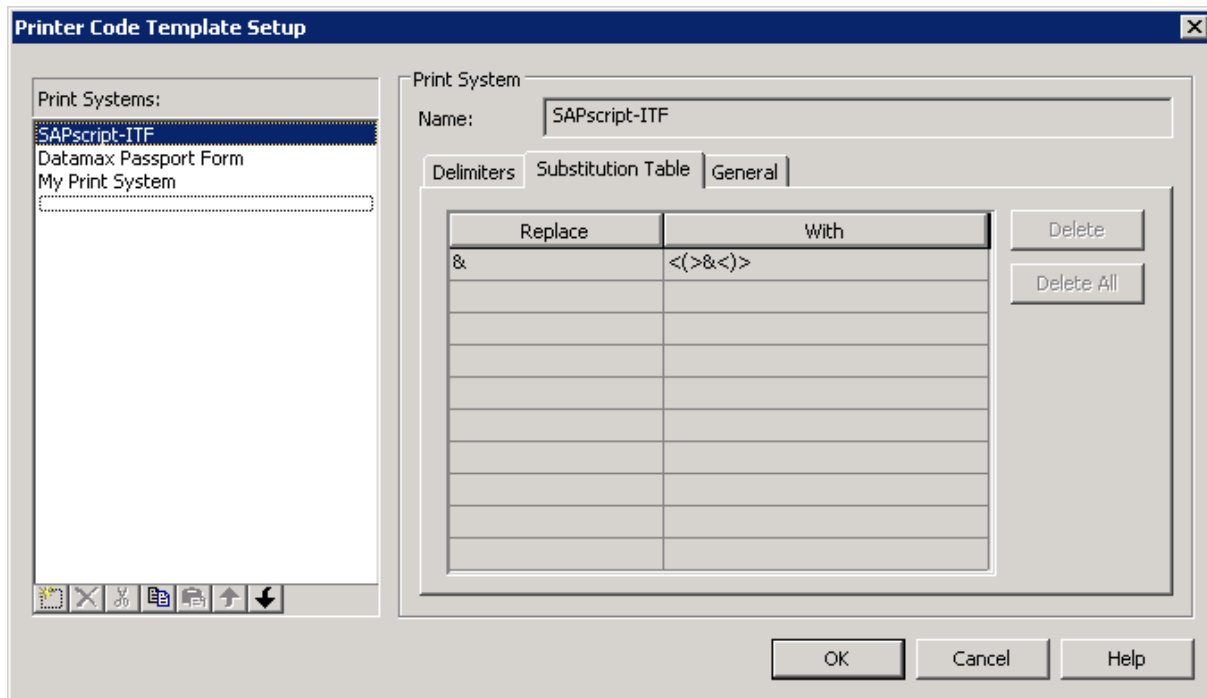 Printer Code Template Setup
Print Systems:
SAPscript-ITF
Datamax Passport Form
My Print System
Print System
Name: SAPscript-ITF
Delimiters Substitution Table General
Replace With
& <(>&<)>
Delete
Delete All
OK Cancel Help